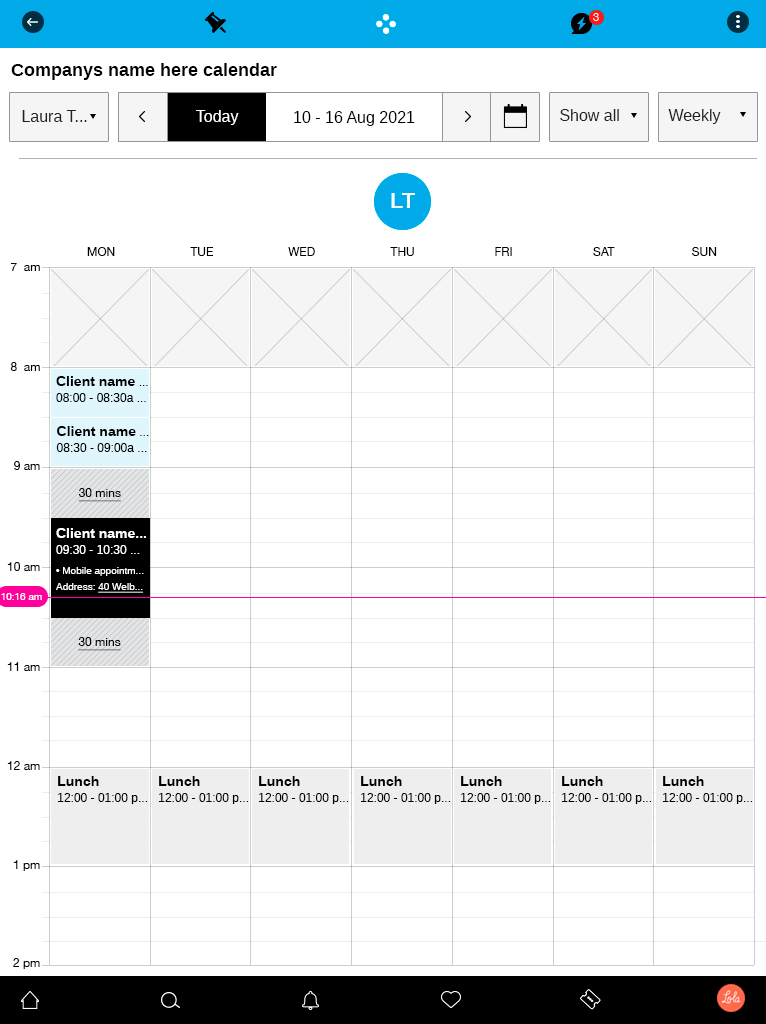 3
Companys name here calendar
Laura T...
Today
10 - 16 Aug 2021
Show all
Weekly
LT
MON TUE WED THU FRI SAT SUN
7 am
8 am
Client name ...
08:00 - 08:30a ...
Client name ...
08:30 - 09:00a ...
9 am
30 mins
Client name...
09:30 - 10:30 ...
10 am
• Mobile appointm...
Address: 40 Welb...
10:16 am
30 mins
11 am
12 am
Lunch Lunch Lunch Lunch Lunch Lunch Lunch
12:00 - 01:00 p... 12:00 - 01:00 p... 12:00 - 01:00 p... 12:00 - 01:00 p... 12:00 - 01:00 p... 12:00 - 01:00 p... 12:00 - 01:00 p...
1 pm
2 pm
Lola